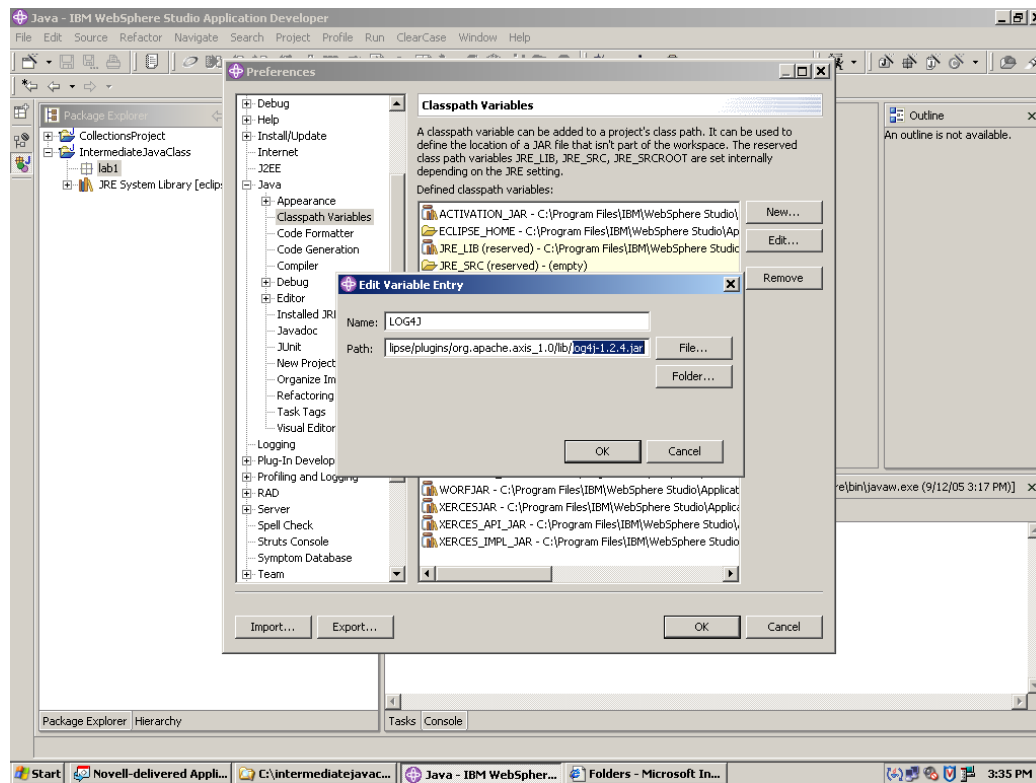 Java - IBM WebSphere Studio Application Developer
File Edit Source Refactor Navigate Search Project Profile Run ClearCase Window Help
Preferences
Package Explorer
CollectionsProject
IntermediateJavaClass
lab1
JRE System Library [eclip
Debug
Help
Install/Update
Internet
J2EE
Java
Appearance
Classpath Variables
Code Formatter
Code Generation
Compiler
Debug
Editor
Installed JRE
Javadoc
JUnit
New Project
Organize Im
Refactoring
Task Tags
Visual Editor
Logging
Plug-In Develop
Profiling and Logging
RAD
Server
Spell Check
Struts Console
Symptom Database
Team
Classpath Variables
A classpath variable can be added to a project's class path. It can be used to
define the location of a JAR file that isn't part of the workspace. The reserved
class path variables JRE_LIB, JRE_SRC, JRE_SRCROOT are set internally
depending on the JRE setting.
Defined classpath variables:
ACTIVATION_JAR - C:\Program Files\IBM\WebSphere Studio\
ECLIPSE_HOME - C:\Program Files\IBM\WebSphere Studio\Ap
JRE_LIB (reserved) - C:\Program Files\IBM\WebSphere Studio
JRE_SRC (reserved) - (empty)
New...
Edit...
Remove
Edit Variable Entry
Name: LOG4J
Path: lipse/plugins/org.apache.axis_1.0/lib/log4j-1.2.4.jar
File...
Folder...
OK Cancel
WORFJAR - C:\Program Files\IBM\WebSphere Studio\Applicat
XERCESJAR - C:\Program Files\IBM\WebSphere Studio\Applica
XERCES_API_JAR - C:\Program Files\IBM\WebSphere Studio\
XERCES_IMPL_JAR - C:\Program Files\IBM\WebSphere Studio
Import... Export... OK Cancel
Outline
An outline is not available.
re\bin\javaw.exe (9/12/05 3:17 PM)]
Package Explorer Hierarchy
Tasks Console
Start Novell-delivered Appli... C:\intermediatejavac... Java - IBM WebSpher... Folders - Microsoft In... 3:35 PM